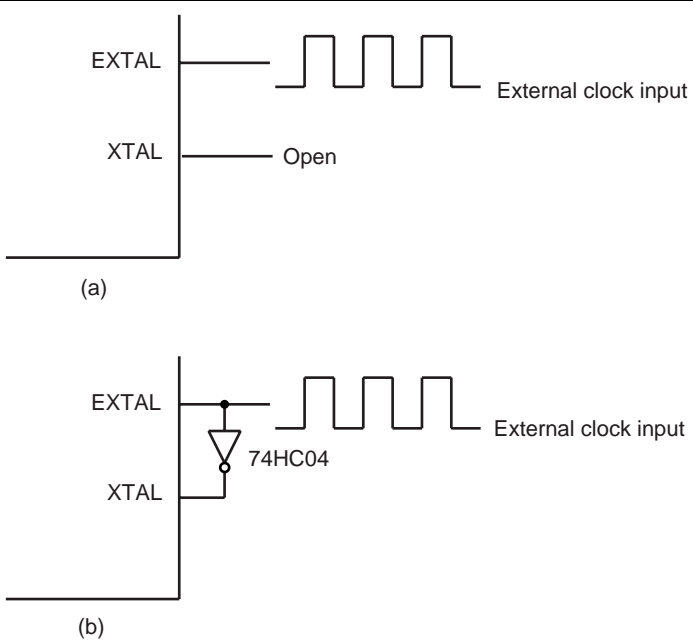 EXTAL
External clock input
XTAL
Open
(a)
EXTAL
External clock input
74HC04
XTAL
(b)